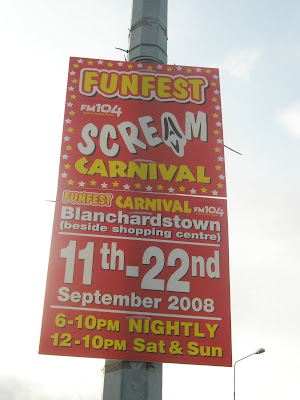 FUNFEST
FM104
SCREAM
CARNIVAL
FUNFEST CARNIVAL FM104
Blanchardstown
(beside shopping centre)
11th-22nd
September 2008
6-10PM NIGHTLY
12-10PM Sat & Sun